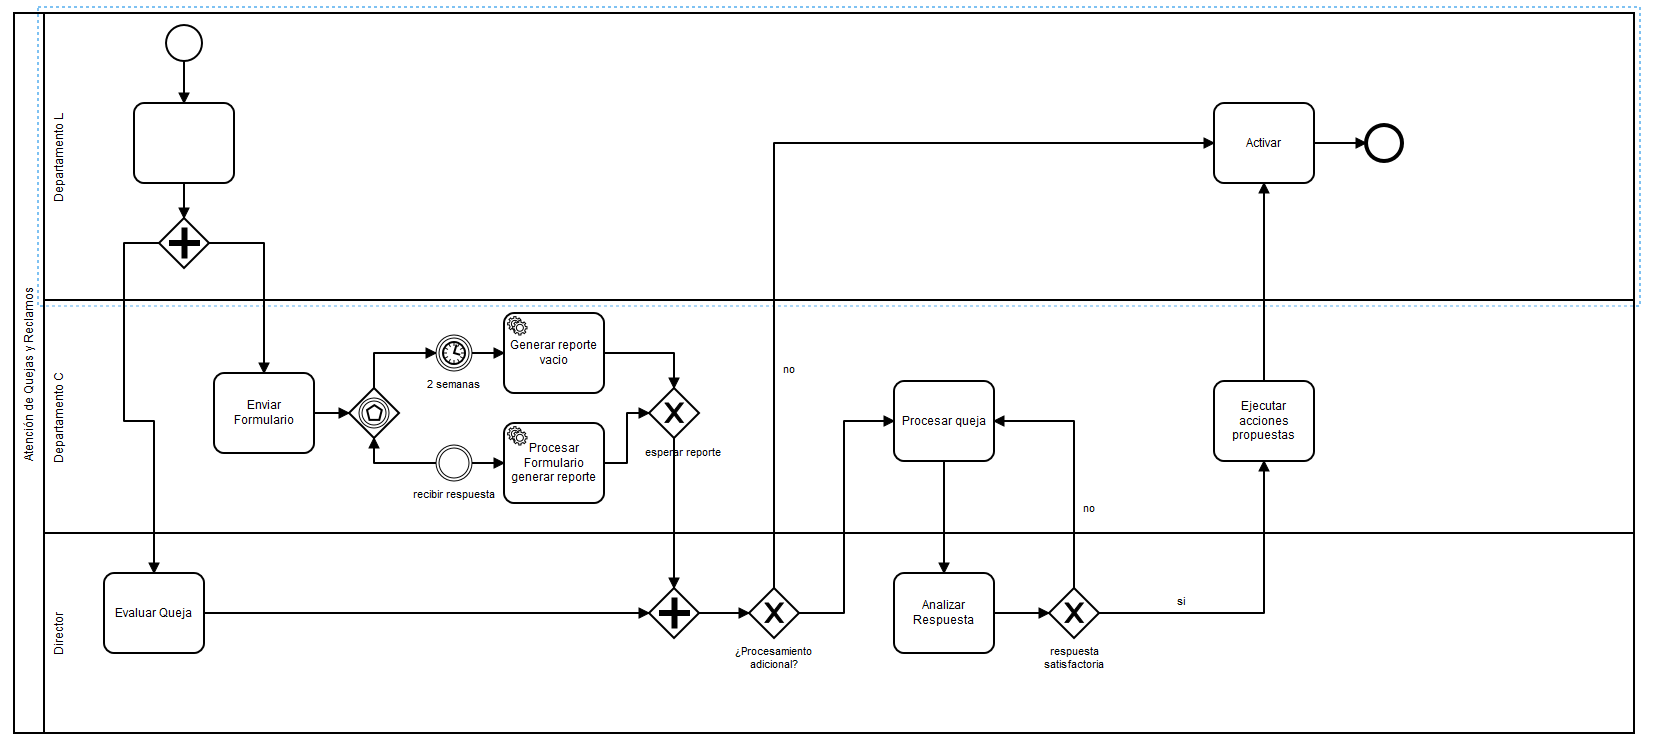 Atención de Quejas y Reclamos
Departamento L
Activar
no
Departamento C
Enviar
Formulario
2 semanas
Generar reporte
vacio
recibir respuesta
Procesar
Formulario
generar reporte
esperar reporte
Procesar queja
no
Ejecutar
acciones
propuestas
Director
Evaluar Queja
¿Procesamiento
adicional?
Analizar
Respuesta
respuesta
satisfactoria
si